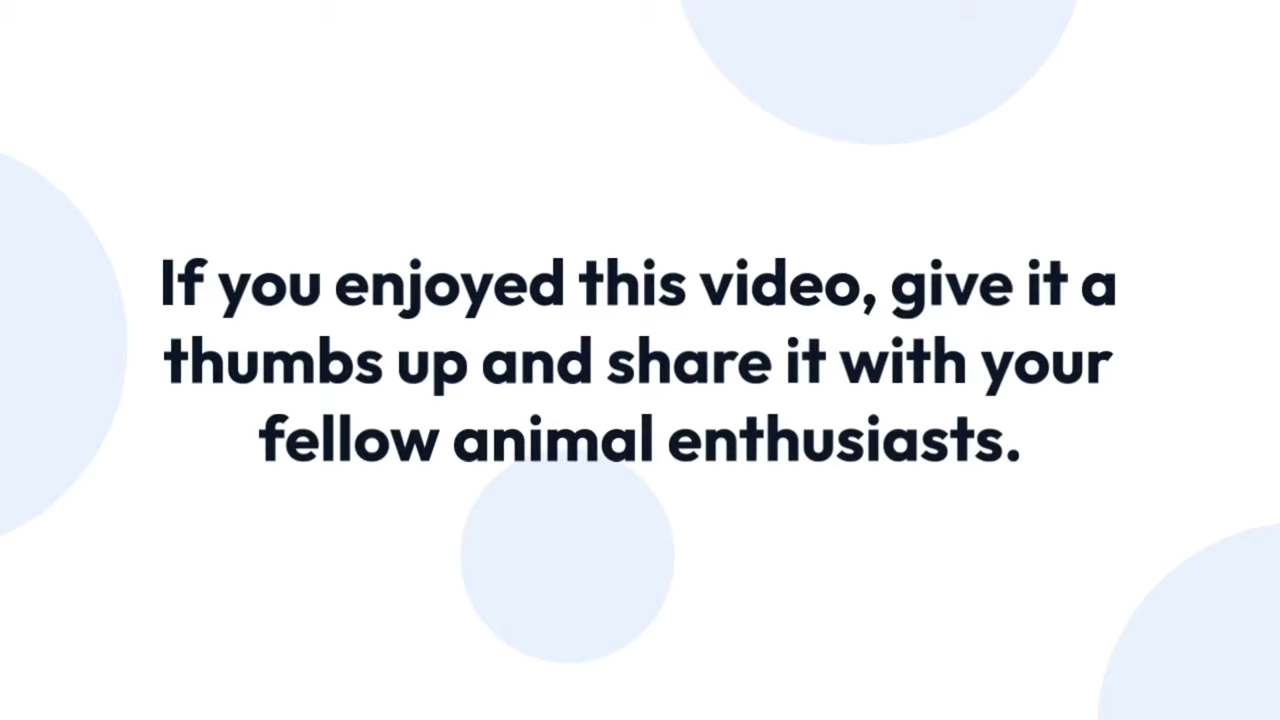 If you enjoyed this video, give it a
thumbs up and share it with your
fellow animal enthusiasts.